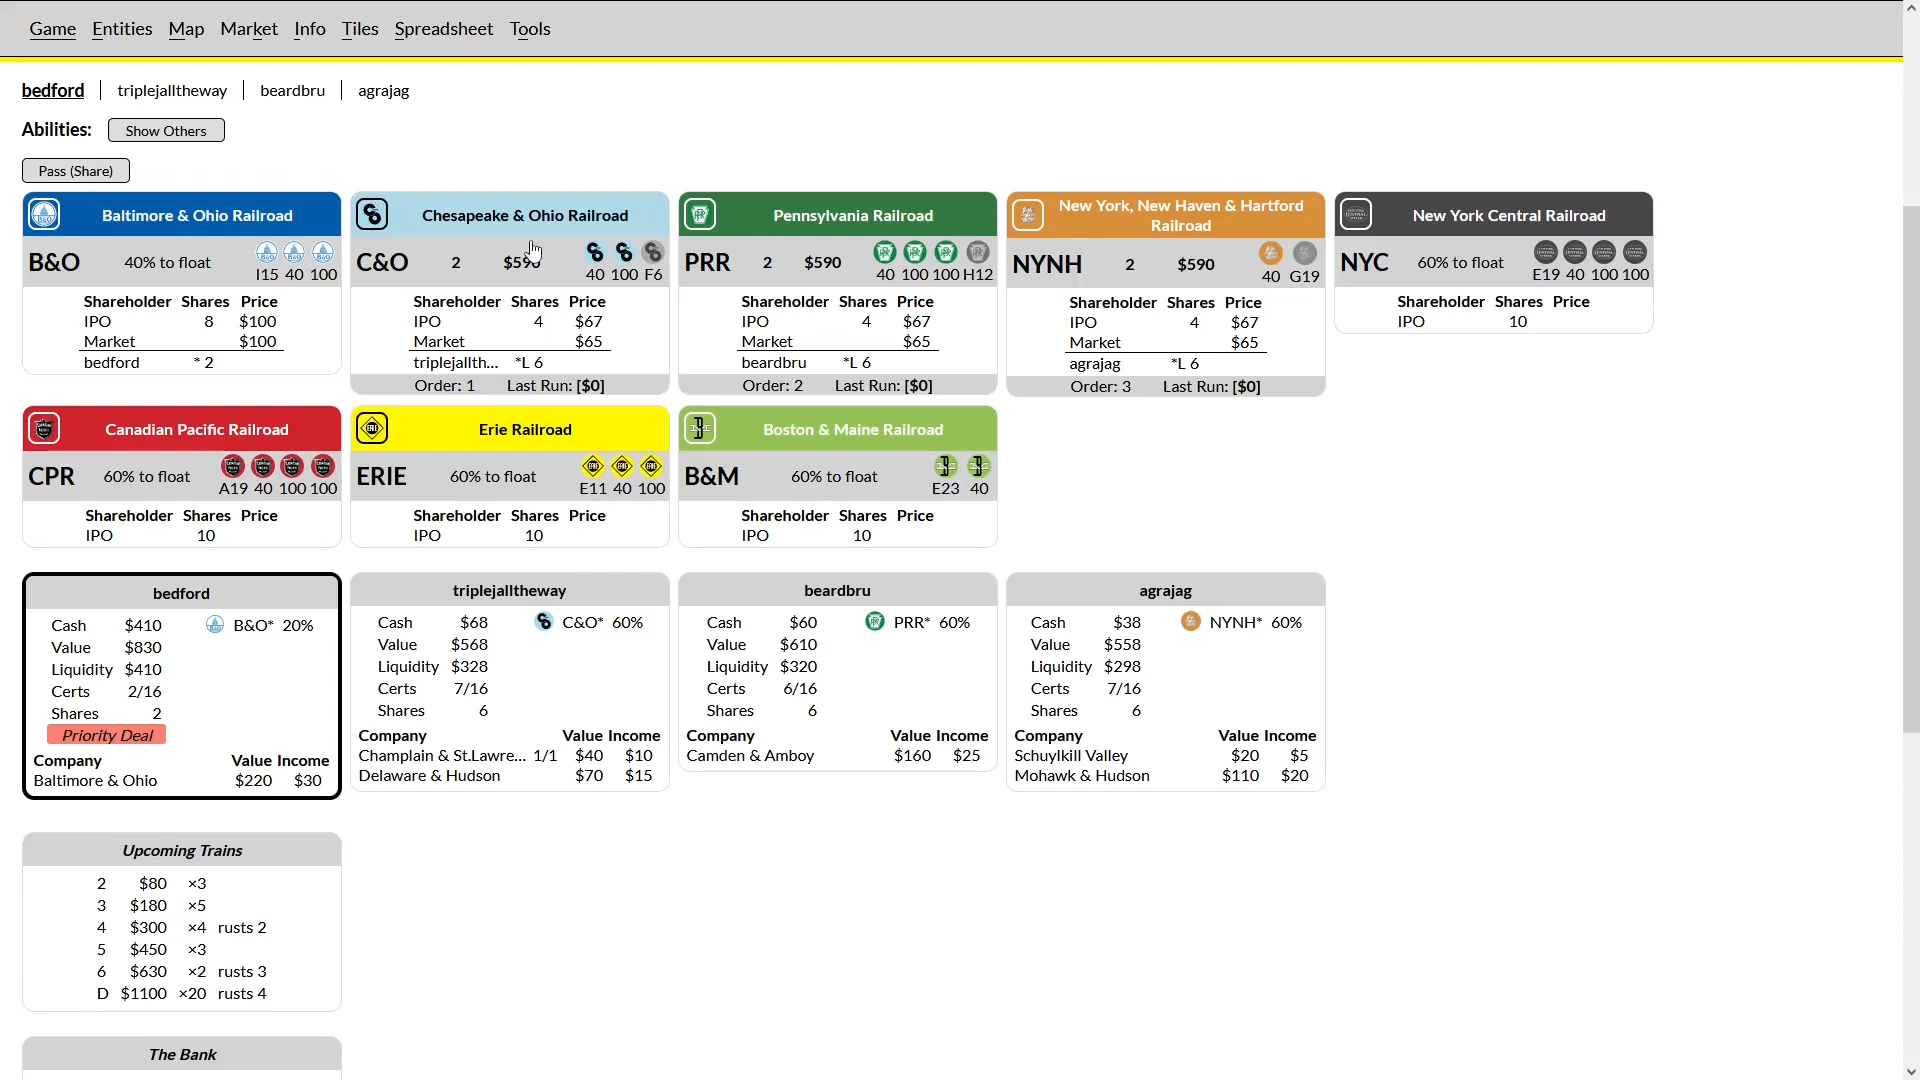 Game Entities Map Market Info Tiles Spreadsheet Tools
bedford triplejalltheway beardbru agrajag
Abilities: Show Others
Pass (Share)
Baltimore & Ohio Railroad
B&O 40% to float I15 40 100
Shareholder Shares Price
IPO 8 $100
Market $100
bedford * 2
Chesapeake & Ohio Railroad
C&O 2 $590 40 100 F6
Shareholder Shares Price
IPO 4 $67
Market $65
triplejallth... *L 6
Order: 1 Last Run: [$0]
Pennsylvania Railroad
PRR 2 $590 40 100 100 H12
Shareholder Shares Price
IPO 4 $67
Market $65
beardbru *L 6
Order: 2 Last Run: [$0]
New York, New Haven & Hartford
Railroad
NYNH 2 $590 40 G19
Shareholder Shares Price
IPO 4 $67
Market $65
agrajag *L 6
Order: 3 Last Run: [$0]
New York Central Railroad
NYC 60% to float E19 40 100 100
Shareholder Shares Price
IPO 10
Canadian Pacific Railroad
CPR 60% to float A19 40 100 100
Shareholder Shares Price
IPO 10
Erie Railroad
ERIE 60% to float E11 40 100
Shareholder Shares Price
IPO 10
Boston & Maine Railroad
B&M 60% to float E23 40
Shareholder Shares Price
IPO 10
bedford
Cash $410 B&O* 20%
Value $830
Liquidity $410
Certs 2/16
Shares 2
Priority Deal
Company Value Income
Baltimore & Ohio $220 $30
triplejalltheway
Cash $68 C&O* 60%
Value $568
Liquidity $328
Certs 7/16
Shares 6
Company Value Income
Champlain & St.Lawre... 1/1 $40 $10
Delaware & Hudson $70 $15
beardbru
Cash $60 PRR* 60%
Value $610
Liquidity $320
Certs 6/16
Shares 6
Company Value Income
Camden & Amboy $160 $25
agrajag
Cash $38 NYNH* 60%
Value $558
Liquidity $298
Certs 7/16
Shares 6
Company Value Income
Schuylkill Valley $20 $5
Mohawk & Hudson $110 $20
Upcoming Trains
2 $80 ×3
3 $180 ×5
4 $300 ×4 rusts 2
5 $450 ×3
6 $630 ×2 rusts 3
D $1100 ×20 rusts 4
The Bank